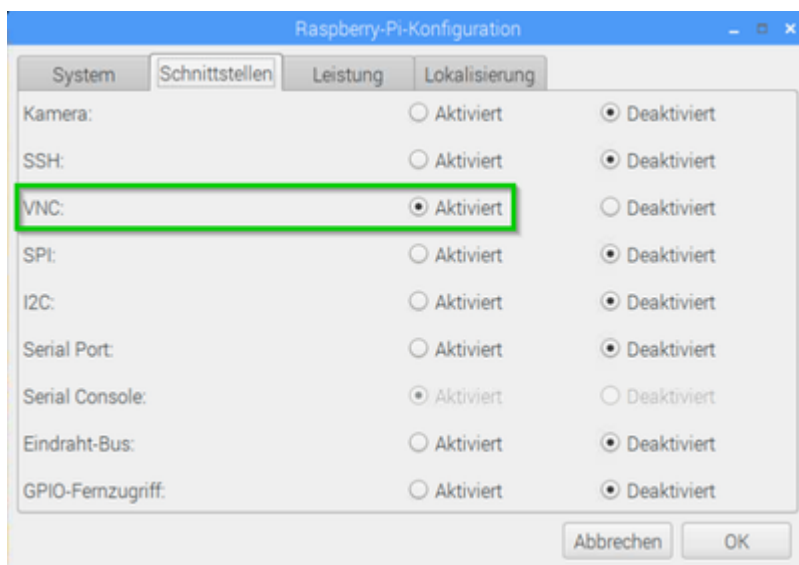 Raspberry-Pi-Konfiguration
System Schnittstellen Leistung Lokalisierung
Kamera: Aktiviert Deaktiviert
SSH: Aktiviert Deaktiviert
VNC: Aktiviert Deaktiviert
SPI: Aktiviert Deaktiviert
I2C: Aktiviert Deaktiviert
Serial Port: Aktiviert Deaktiviert
Serial Console: Aktiviert Deaktiviert
Eindraht-Bus: Aktiviert Deaktiviert
GPIO-Fernzugriff: Aktiviert Deaktiviert
Abbrechen OK